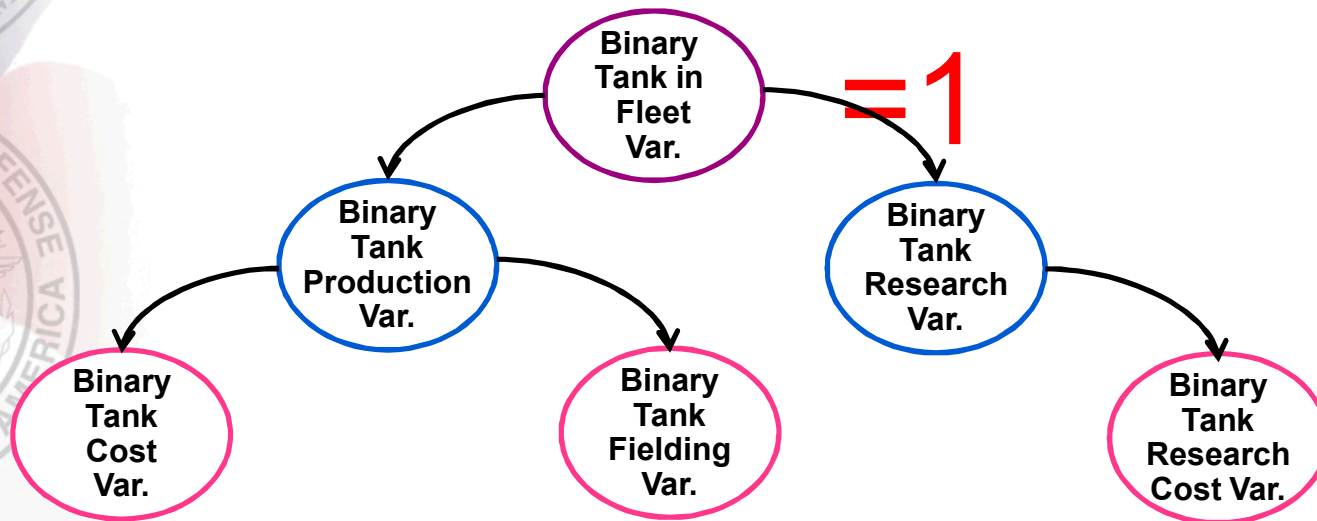 Binary
Tank in
Fleet
Var.
=1
Binary
Tank
Production
Var.
Binary
Tank
Research
Var.
Binary
Tank
Cost
Var.
Binary
Tank
Fielding
Var.
Binary
Tank
Research
Cost Var.
AMERICA